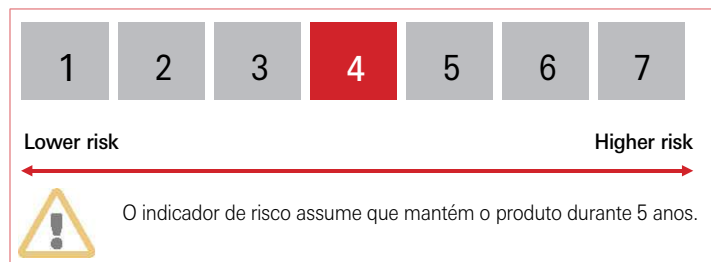 1 2 3 4 5 6 7
Lower risk Higher risk
O indicador de risco assume que mantém o produto durante 5 anos.